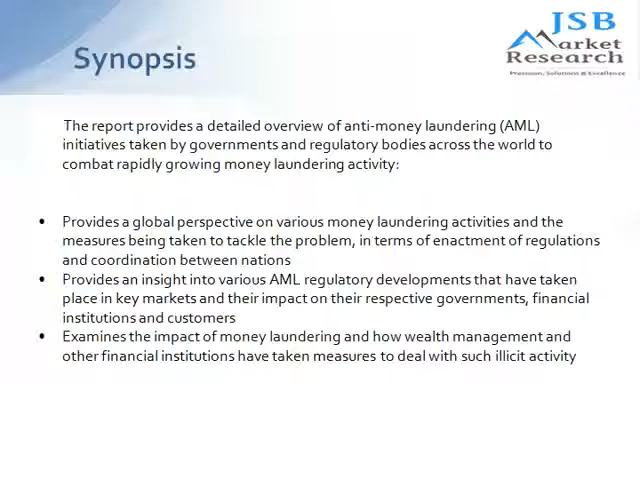 Synopsis
JSB
Market
Research
Precision, Solutions @ Excellence
The report provides a detailed overview of anti-money laundering (AML)
initiatives taken by governments and regulatory bodies across the world to
combat rapidly growing money laundering activity:
• Provides a global perspective on various money laundering activities and the
measures being taken to tackle the problem, in terms of enactment of regulations
and coordination between nations
• Provides an insight into various AML regulatory developments that have taken
place in key markets and their impact on their respective governments, financial
institutions and customers
• Examines the impact of money laundering and how wealth management and
other financial institutions have taken measures to deal with such illicit activity